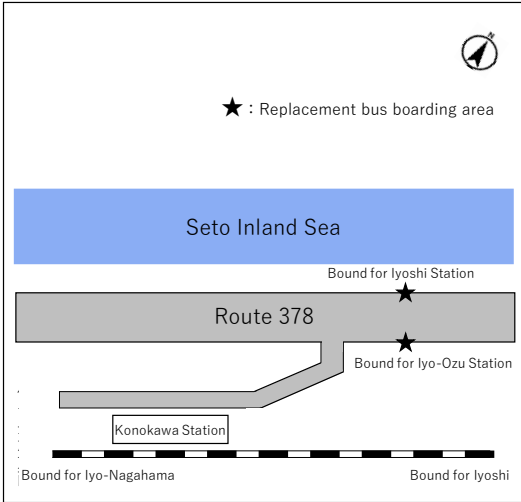 N
★：Replacement bus boarding area
Seto Inland Sea
Bound for Iyoshi Station
Route 378
Bound for Iyo-Ozu Station
Konokawa Station
Bound for Iyo-Nagahama
Bound for Iyoshi